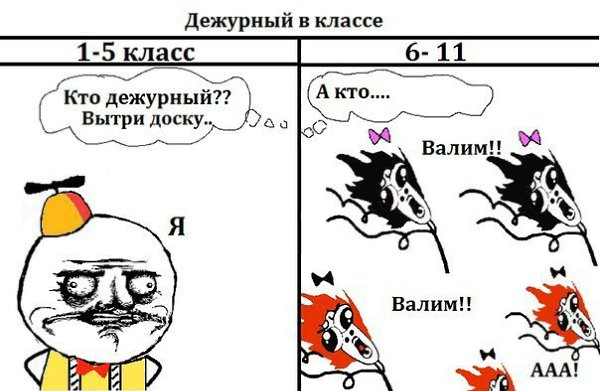 Дежурный в классе
1-5 класс
6- 11
Кто дежурный??
Вытри доску..
Я
А кто....
Валим!!
Валим!!
ААА!